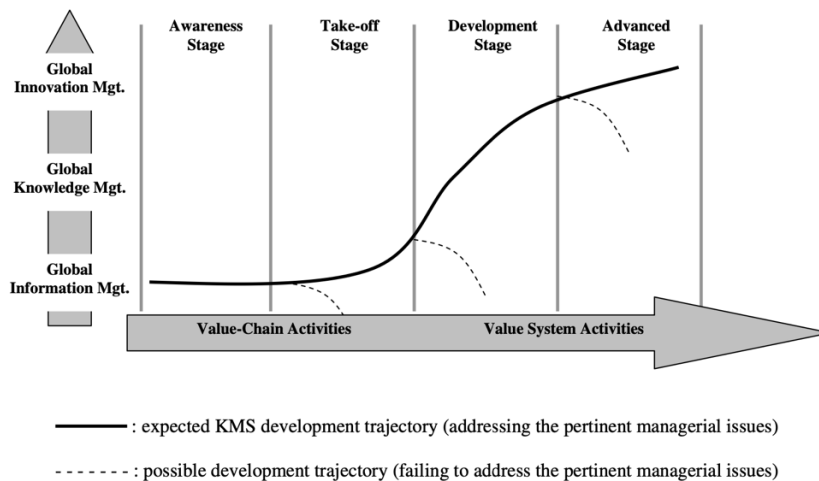 Awareness
Stage
Take-off
Stage
Development
Stage
Advanced
Stage
Global
Innovation Mgt.
Global
Knowledge Mgt.
Global
Information Mgt.
Value-Chain Activities
Value System Activities
: expected KMS development trajectory (addressing the pertinent managerial issues)
: possible development trajectory (failing to address the pertinent managerial issues)